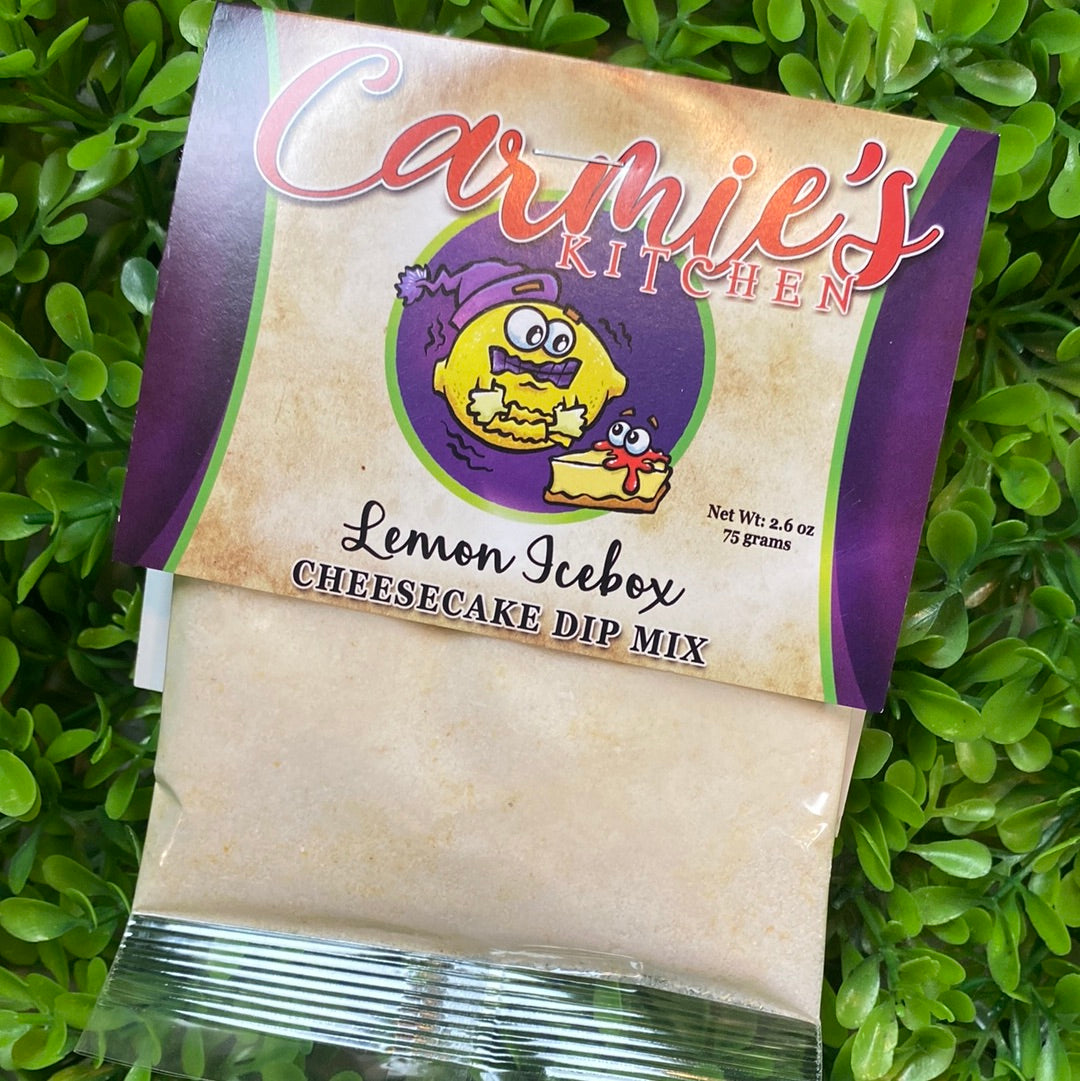 Carmie's
KITCHEN
Net Wt: 2.6 oz
75 grams
Lemon Icebox
CHEESECAKE DIP MIX